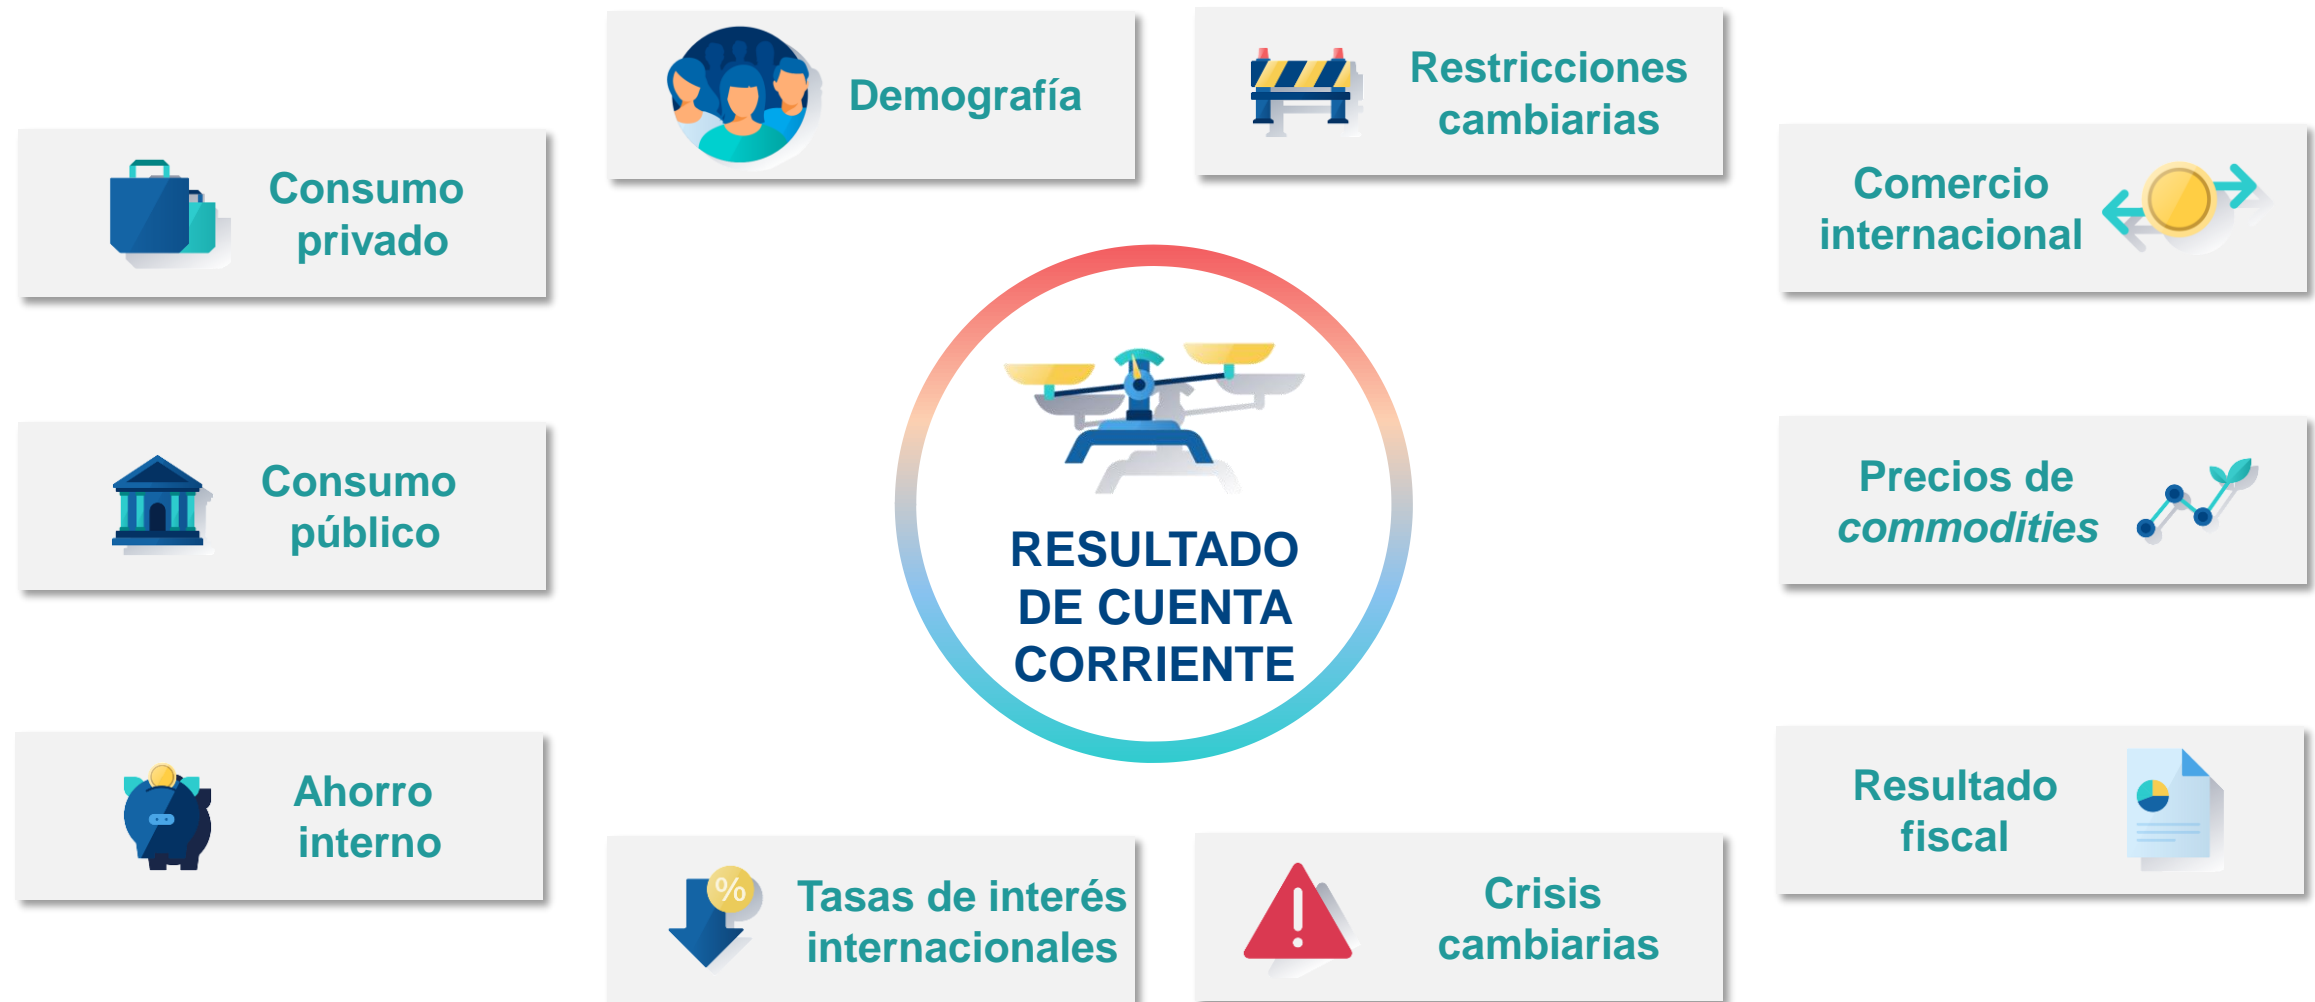 Demografía
Restricciones
cambiarias
Consumo
privado
Comercio
internacional
Consumo
público
RESULTADO
DE CUENTA
CORRIENTE
Precios de
commodities
Ahorro
interno
Resultado
fiscal
%
Tasas de interés
internacionales
Crisis
cambiarias